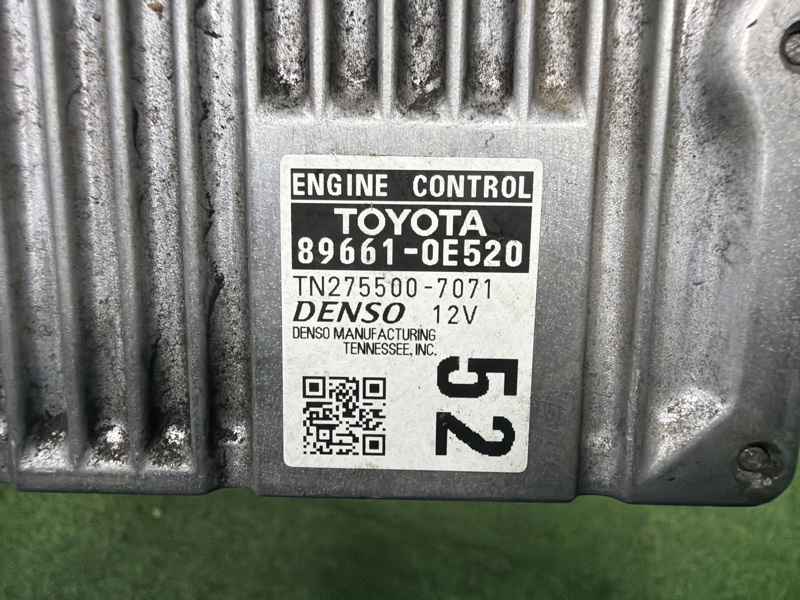 ENGINE CONTROL
TOYOTA
89661-0E520
TN275500-7071
DENSO 12V
DENSO MANUFACTURING
TENNESSEE, INC.
52